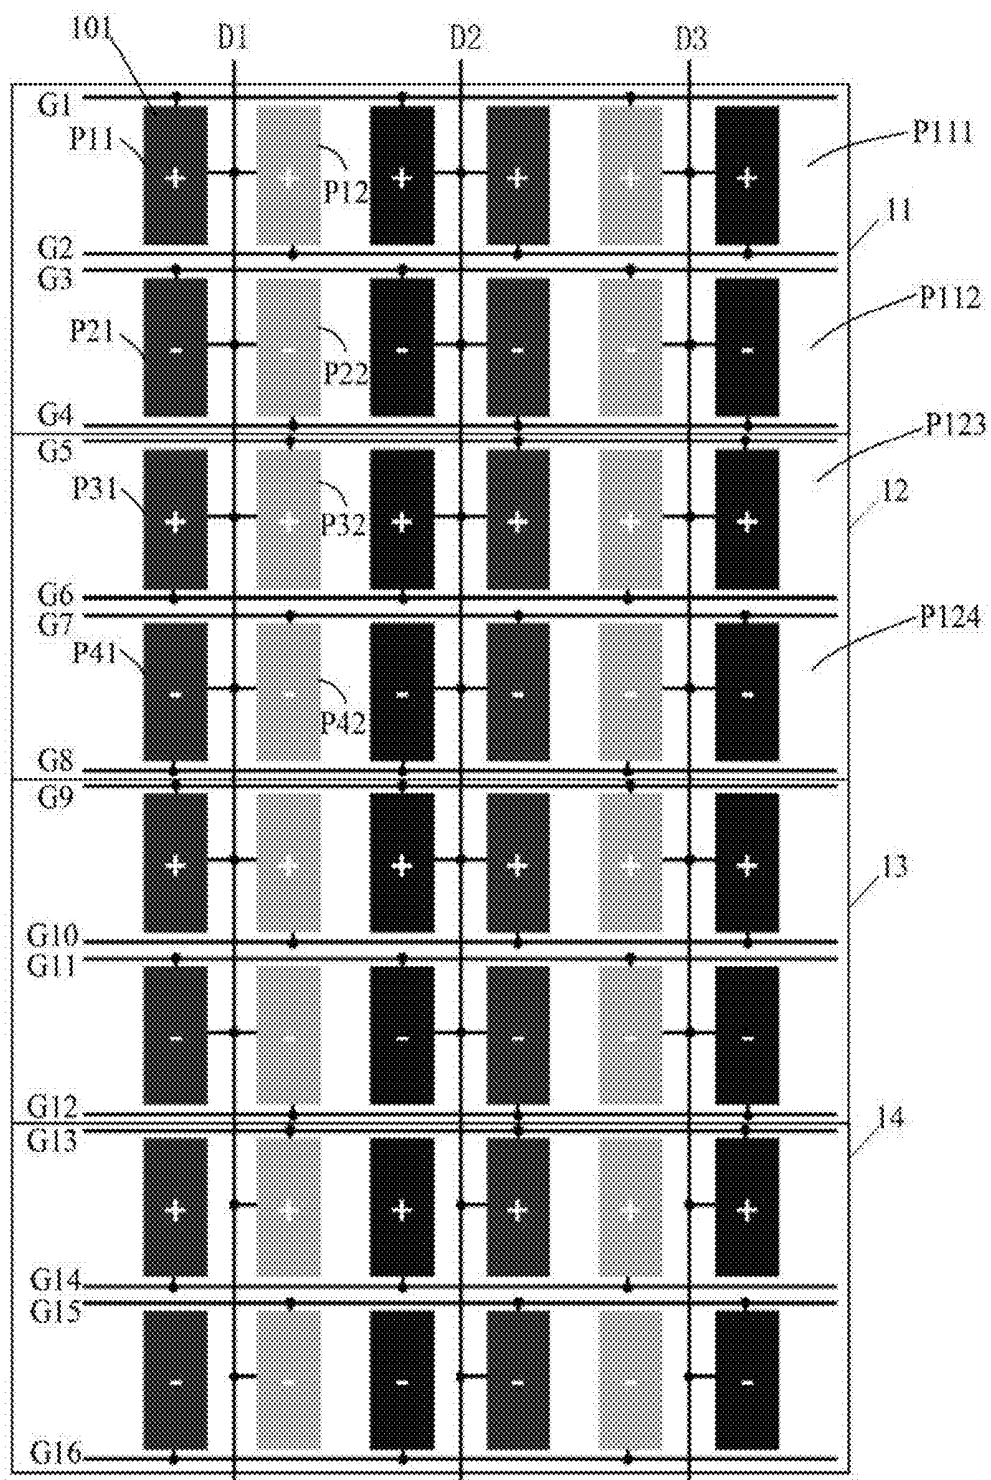 101 D1 D2 D3
G1
P11 + + P12 + + + + P111
11
G2
G3
P21 - - P22 - - - - P112
G4
G5 P123
P31 + + P32 + + + + 12
G6
G7
P41 - - P42 - - - - P124
G8
G9
+ + + + + + 13
G10
G11
- - - - - -
G12
G13 14
+ + + + + +
G14
G15
- - - - - -
G16